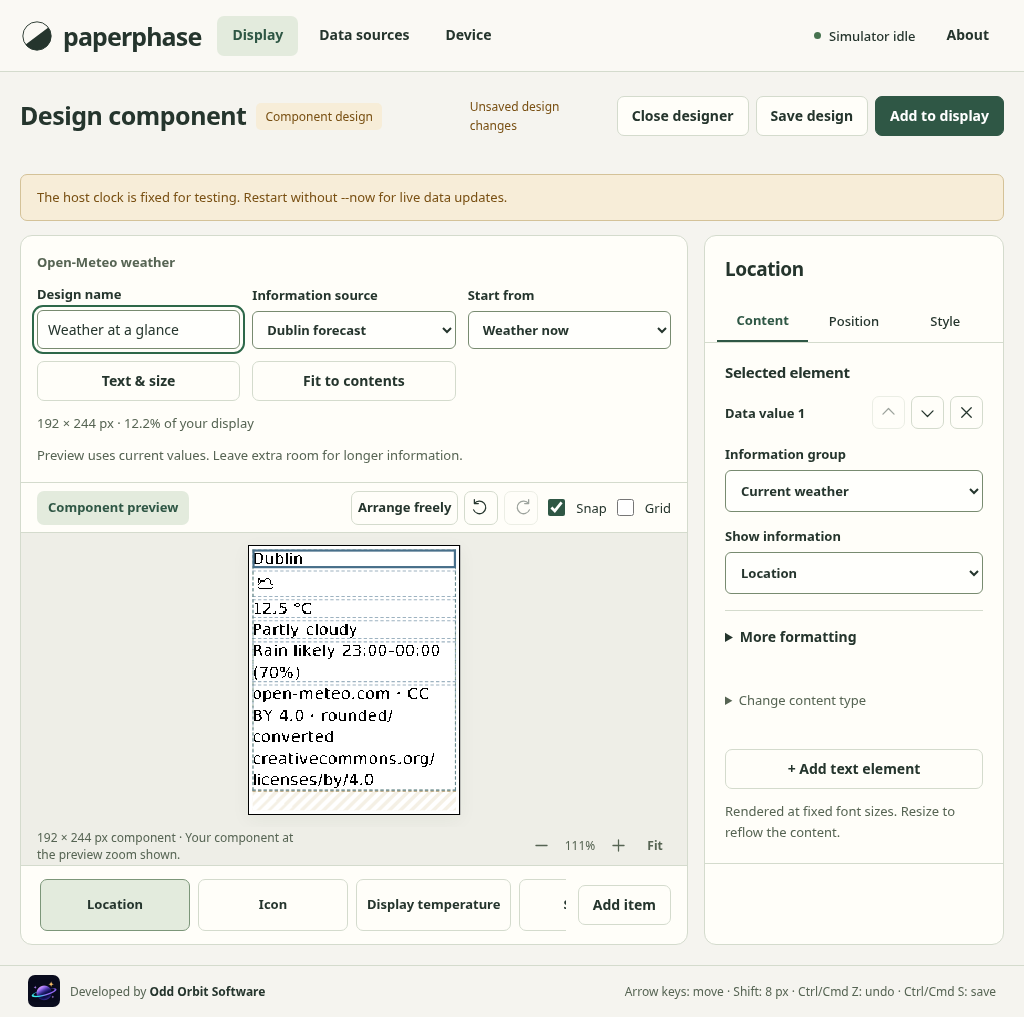 paperphase
Display
Data sources
Device
Simulator idle
About
Design component
Component design
Unsaved design
changes
Close designer
Save design
Add to display
The host clock is fixed for testing. Restart without --now for live data updates.
Open-Meteo weather
Design name
Information source
Start from
Weather at a glance
Dublin forecast
Weather now
Text & size
Fit to contents
192 × 244 px · 12.2% of your display
Preview uses current values. Leave extra room for longer information.
Component preview
Arrange freely
Snap
Grid
Dublin
12.5 °C
Partly cloudy
Rain likely 23:00-00:00
(70%)
open-meteo.com · CC
BY 4.0 · rounded/
converted
creativecommons.org/
licenses/by/4.0
192 × 244 px component · Your component at
the preview zoom shown.
111%
Fit
Location
Icon
Display temperature
Add item
Location
Content
Position
Style
Selected element
Data value 1
Information group
Current weather
Show information
Location
More formatting
Change content type
+ Add text element
Rendered at fixed font sizes. Resize to
reflow the content.
Developed by Odd Orbit Software
Arrow keys: move · Shift: 8 px · Ctrl/Cmd Z: undo · Ctrl/Cmd S: save